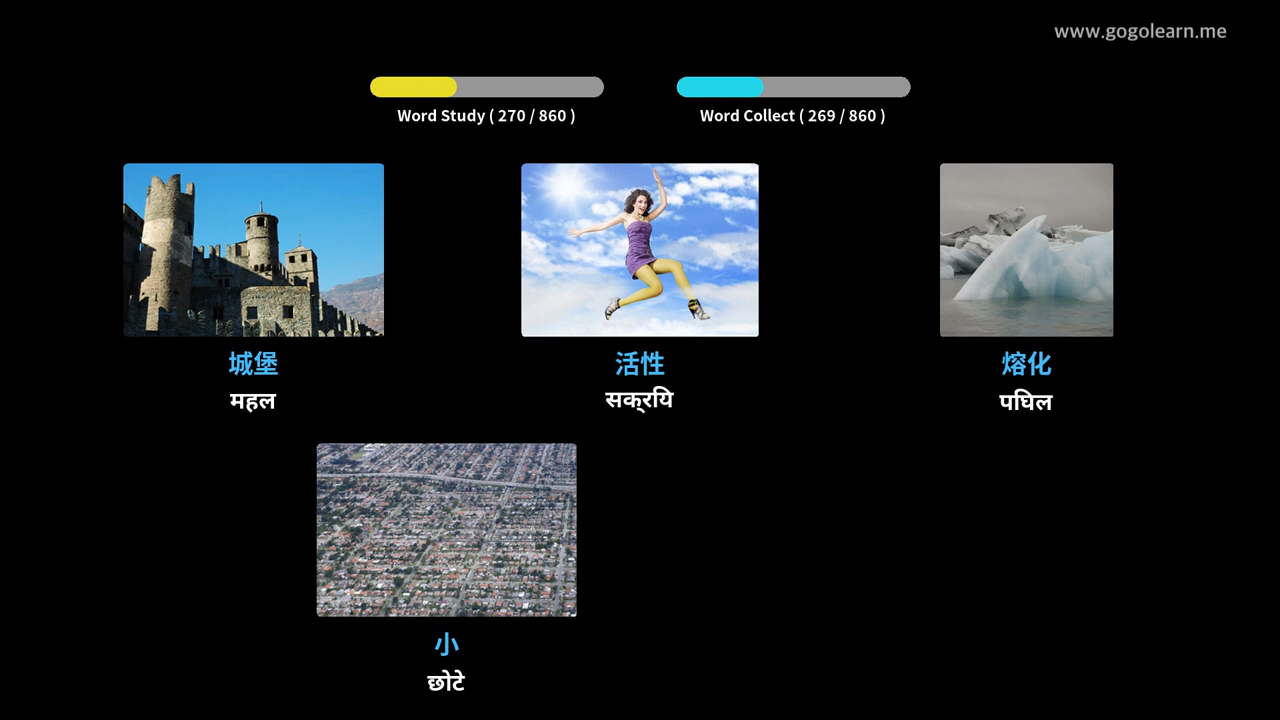 www.gogolearn.me
Word Study ( 270 / 860 )
Word Collect ( 269 / 860 )
城堡
महल
活性
सक्‌रयि
熔化
पघिल
小
छोटे